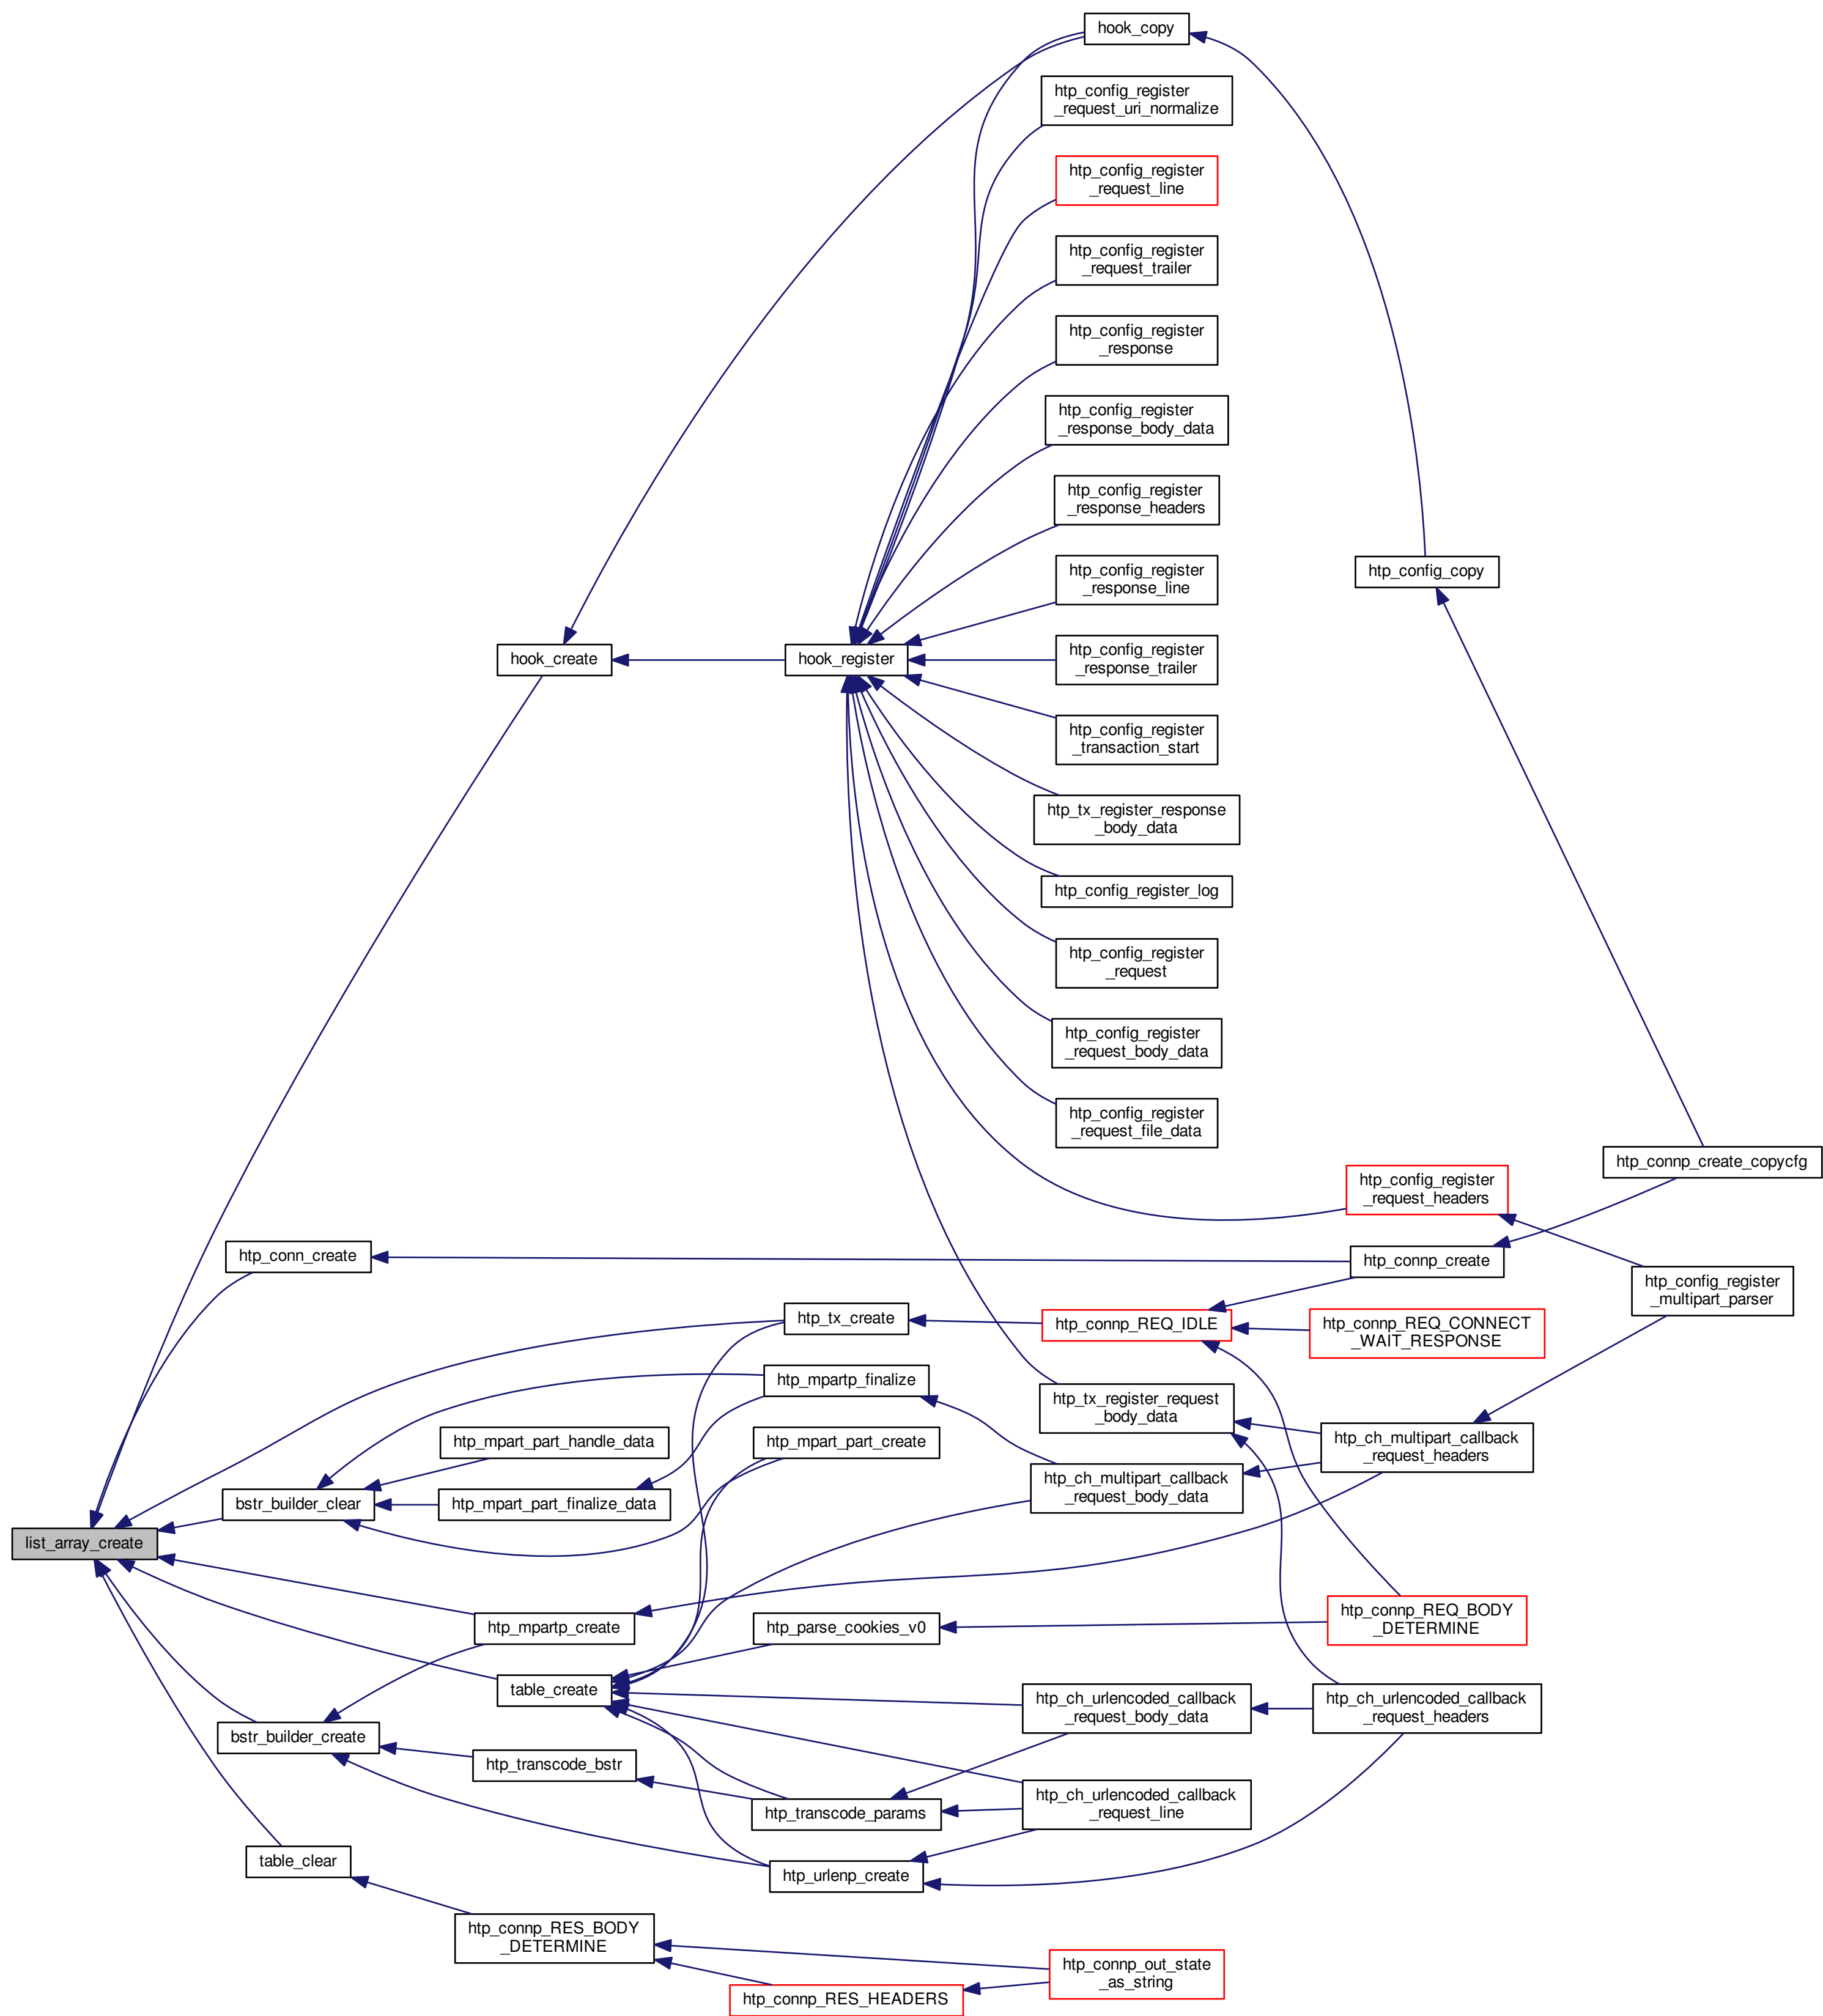 hook_copy
htp_config_register
_request_uri_normalize
htp_config_register
_request_line
htp_config_register
_request_trailer
htp_config_register
_response
htp_config_register
_response_body_data
htp_config_register
_response_headers
htp_config_register
_response_line
htp_config_copy
hook_create
hook_register
htp_config_register
_response_trailer
htp_config_register
_transaction_start
htp_tx_register_response
_body_data
htp_config_register_log
htp_config_register
_request
htp_config_register
_request_body_data
htp_config_register
_request_file_data
htp_connp_create_copycfg
htp_config_register
_request_headers
htp_conn_create
htp_connp_create
htp_config_register
_multipart_parser
htp_tx_create
htp_connp_REQ_IDLE
htp_connp_REQ_CONNECT
_WAIT_RESPONSE
htp_mpartp_finalize
htp_tx_register_request
_body_data
htp_mpart_part_handle_data
htp_mpart_part_create
htp_ch_multipart_callback
_request_headers
htp_ch_multipart_callback
_request_body_data
bstr_builder_clear
htp_mpart_part_finalize_data
list_array_create
htp_mpartp_create
htp_parse_cookies_v0
htp_connp_REQ_BODY
_DETERMINE
table_create
htp_ch_urlencoded_callback
_request_body_data
htp_ch_urlencoded_callback
_request_headers
bstr_builder_create
htp_transcode_bstr
htp_transcode_params
htp_ch_urlencoded_callback
_request_line
table_clear
htp_urlenp_create
htp_connp_RES_BODY
_DETERMINE
htp_connp_out_state
_as_string
htp_connp_RES_HEADERS